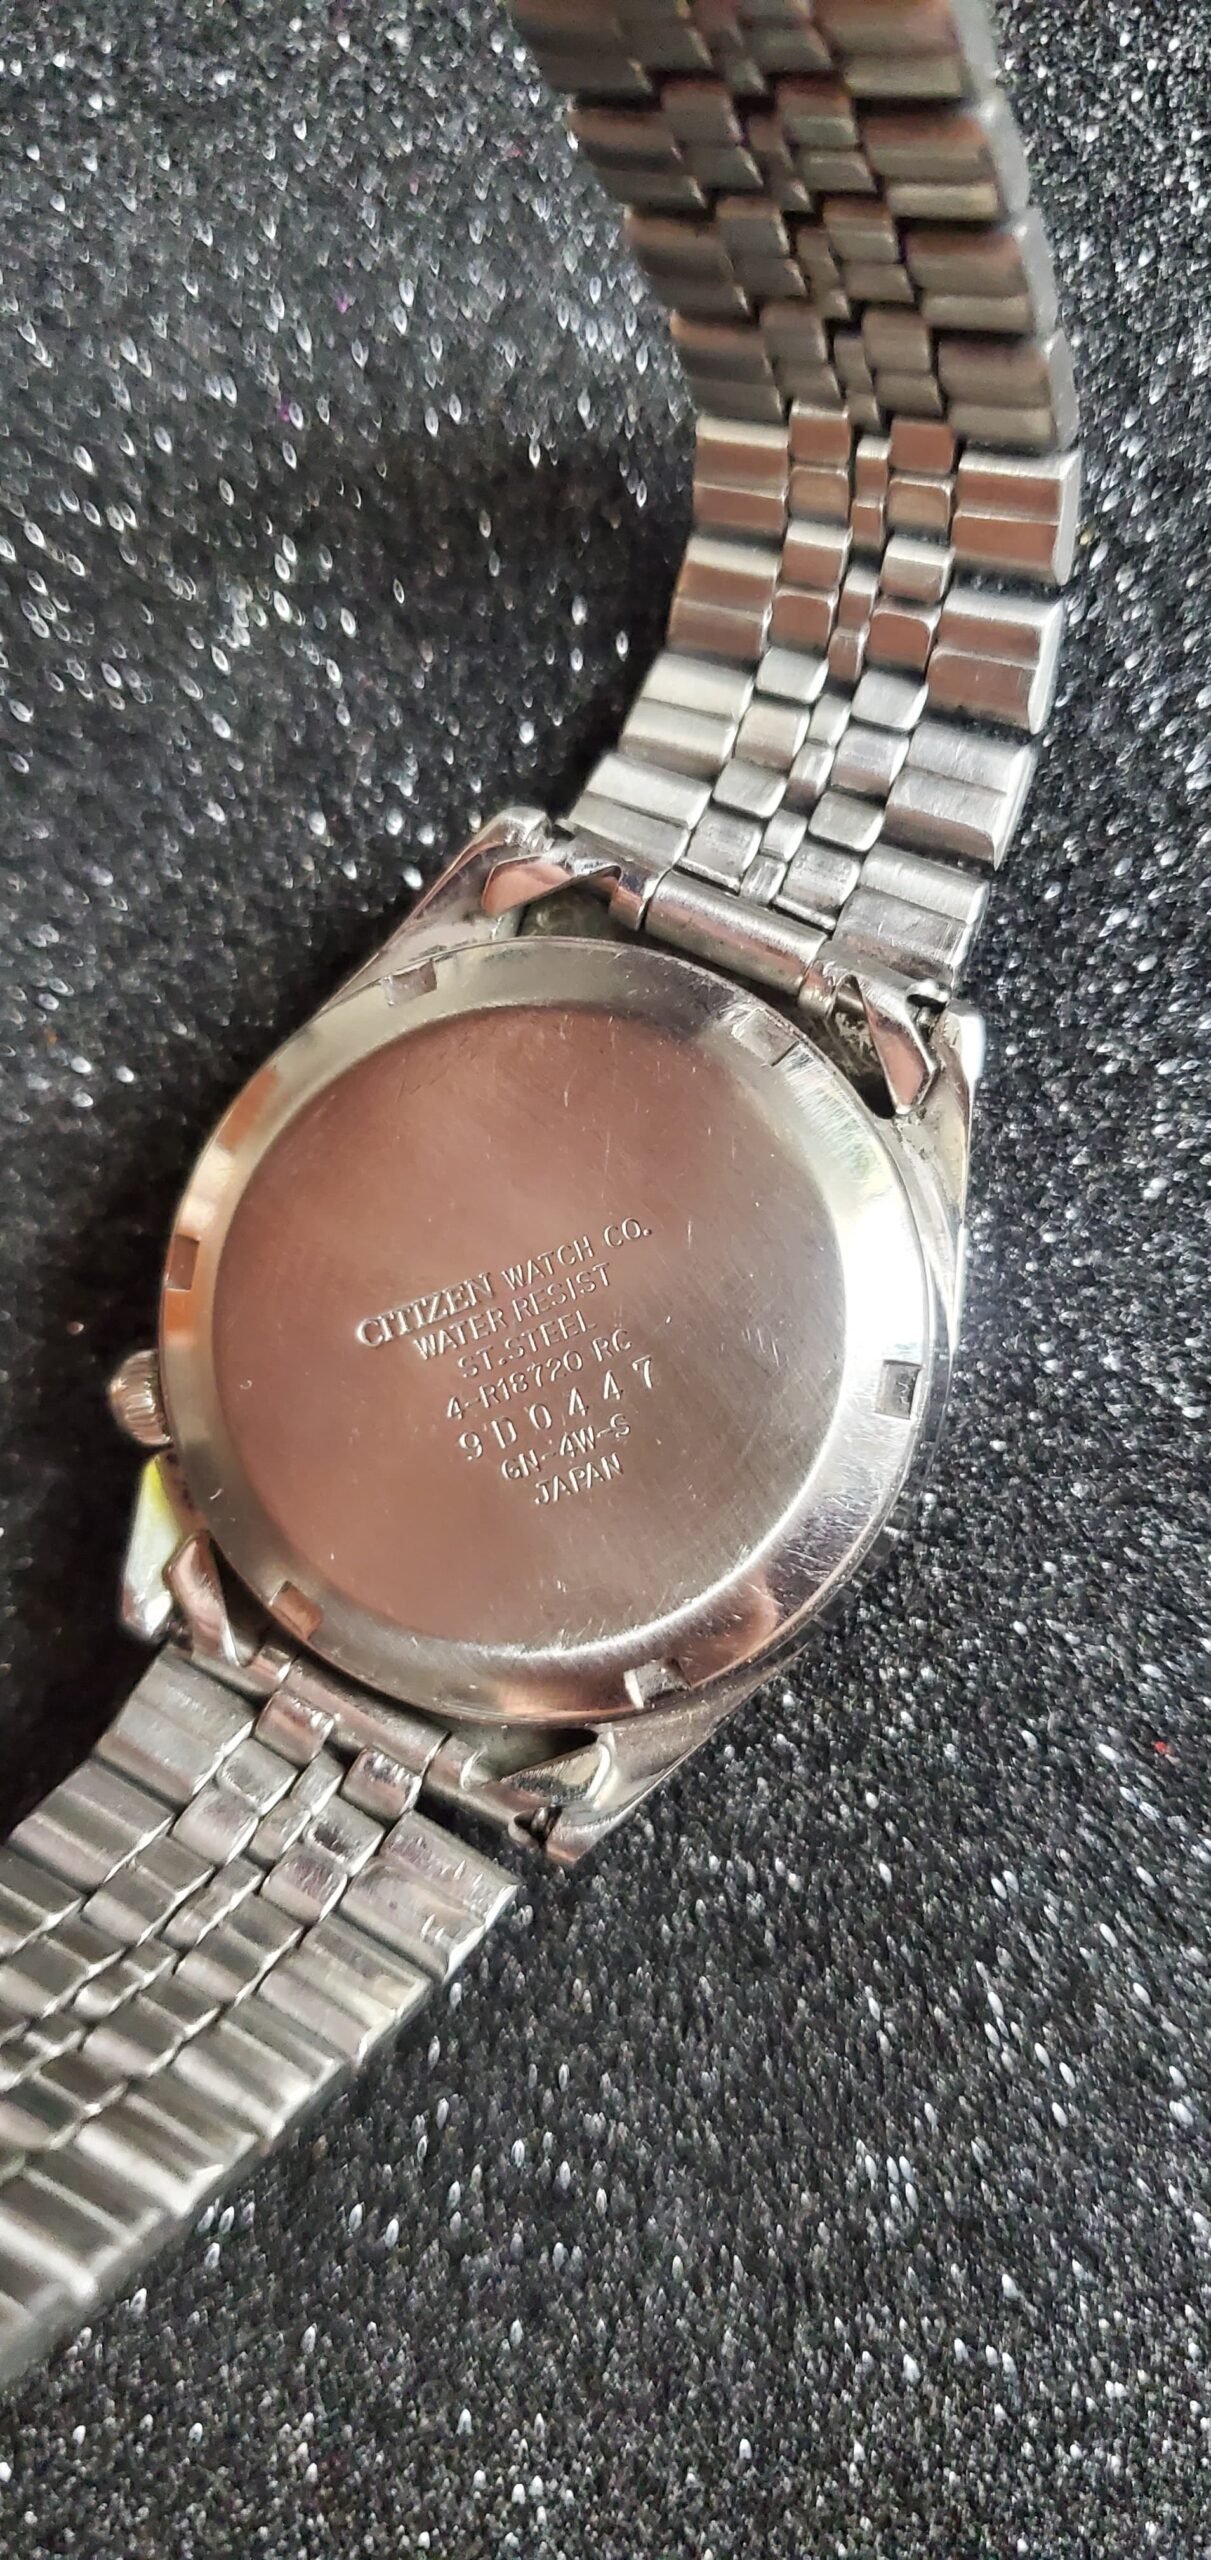 CITIZEN WATCH CO.
WATER RESIST
ST.STEEL
4-R18720 RC
9D0447
GN-4W-S
JAPAN